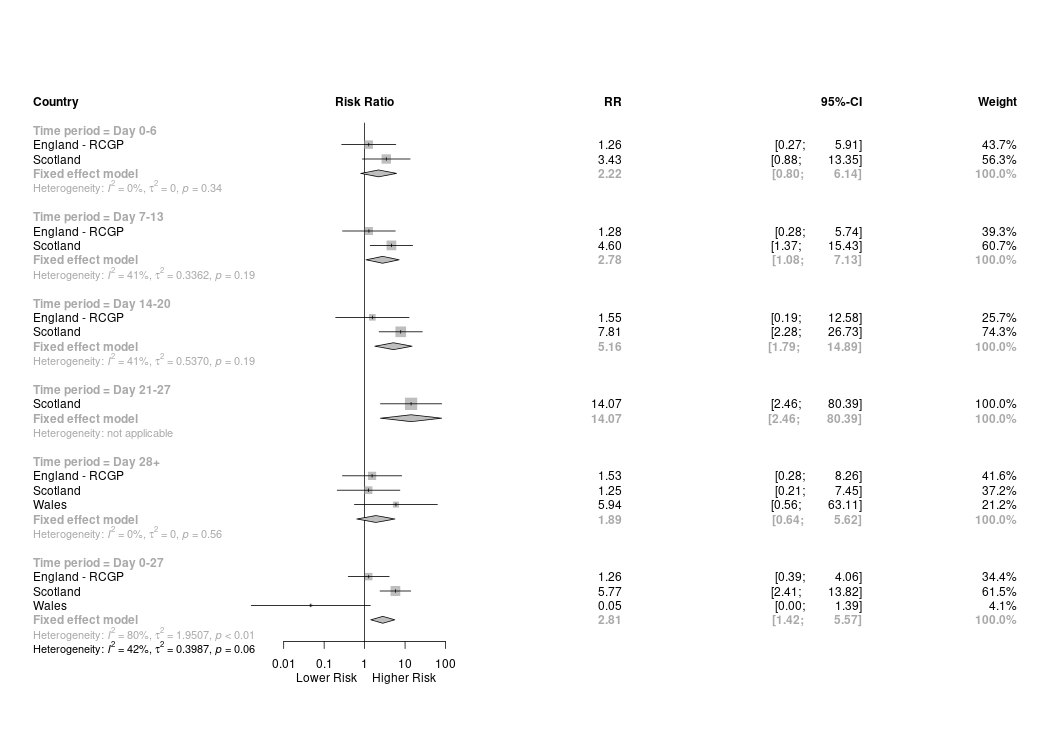 Country Risk Ratio RR 95%-CI Weight
Time period = Day 0-6
England - RCGP 1.26 [0.27; 5.91] 43.7%
Scotland 3.43 [0.88; 13.35] 56.3%
Fixed effect model 2.22 [0.80; 6.14] 100.0%
Heterogeneity: I² = 0%, τ² = 0, p = 0.34
Time period = Day 7-13
England - RCGP 1.28 [0.28; 5.74] 39.3%
Scotland 4.60 [1.37; 15.43] 60.7%
Fixed effect model 2.78 [1.08; 7.13] 100.0%
Heterogeneity: I² = 41%, τ² = 0.3362, p = 0.19
Time period = Day 14-20
England - RCGP 1.55 [0.19; 12.58] 25.7%
Scotland 7.81 [2.28; 26.73] 74.3%
Fixed effect model 5.16 [1.79; 14.89] 100.0%
Heterogeneity: I² = 41%, τ² = 0.5370, p = 0.19
Time period = Day 21-27
Scotland 14.07 [2.46; 80.39] 100.0%
Fixed effect model 14.07 [2.46; 80.39] 100.0%
Heterogeneity: not applicable
Time period = Day 28+
England - RCGP 1.53 [0.28; 8.26] 41.6%
Scotland 1.25 [0.21; 7.45] 37.2%
Wales 5.94 [0.56; 63.11] 21.2%
Fixed effect model 1.89 [0.64; 5.62] 100.0%
Heterogeneity: I² = 0%, τ² = 0, p = 0.56
Time period = Day 0-27
England - RCGP 1.26 [0.39; 4.06] 34.4%
Scotland 5.77 [2.41; 13.82] 61.5%
Wales 0.05 [0.00; 1.39] 4.1%
Fixed effect model 2.81 [1.42; 5.57] 100.0%
Heterogeneity: I² = 80%, τ² = 1.9507, p < 0.01
Heterogeneity: I² = 42%, τ² = 0.3987, p = 0.06
0.01 0.1 1 10 100
Lower Risk Higher Risk